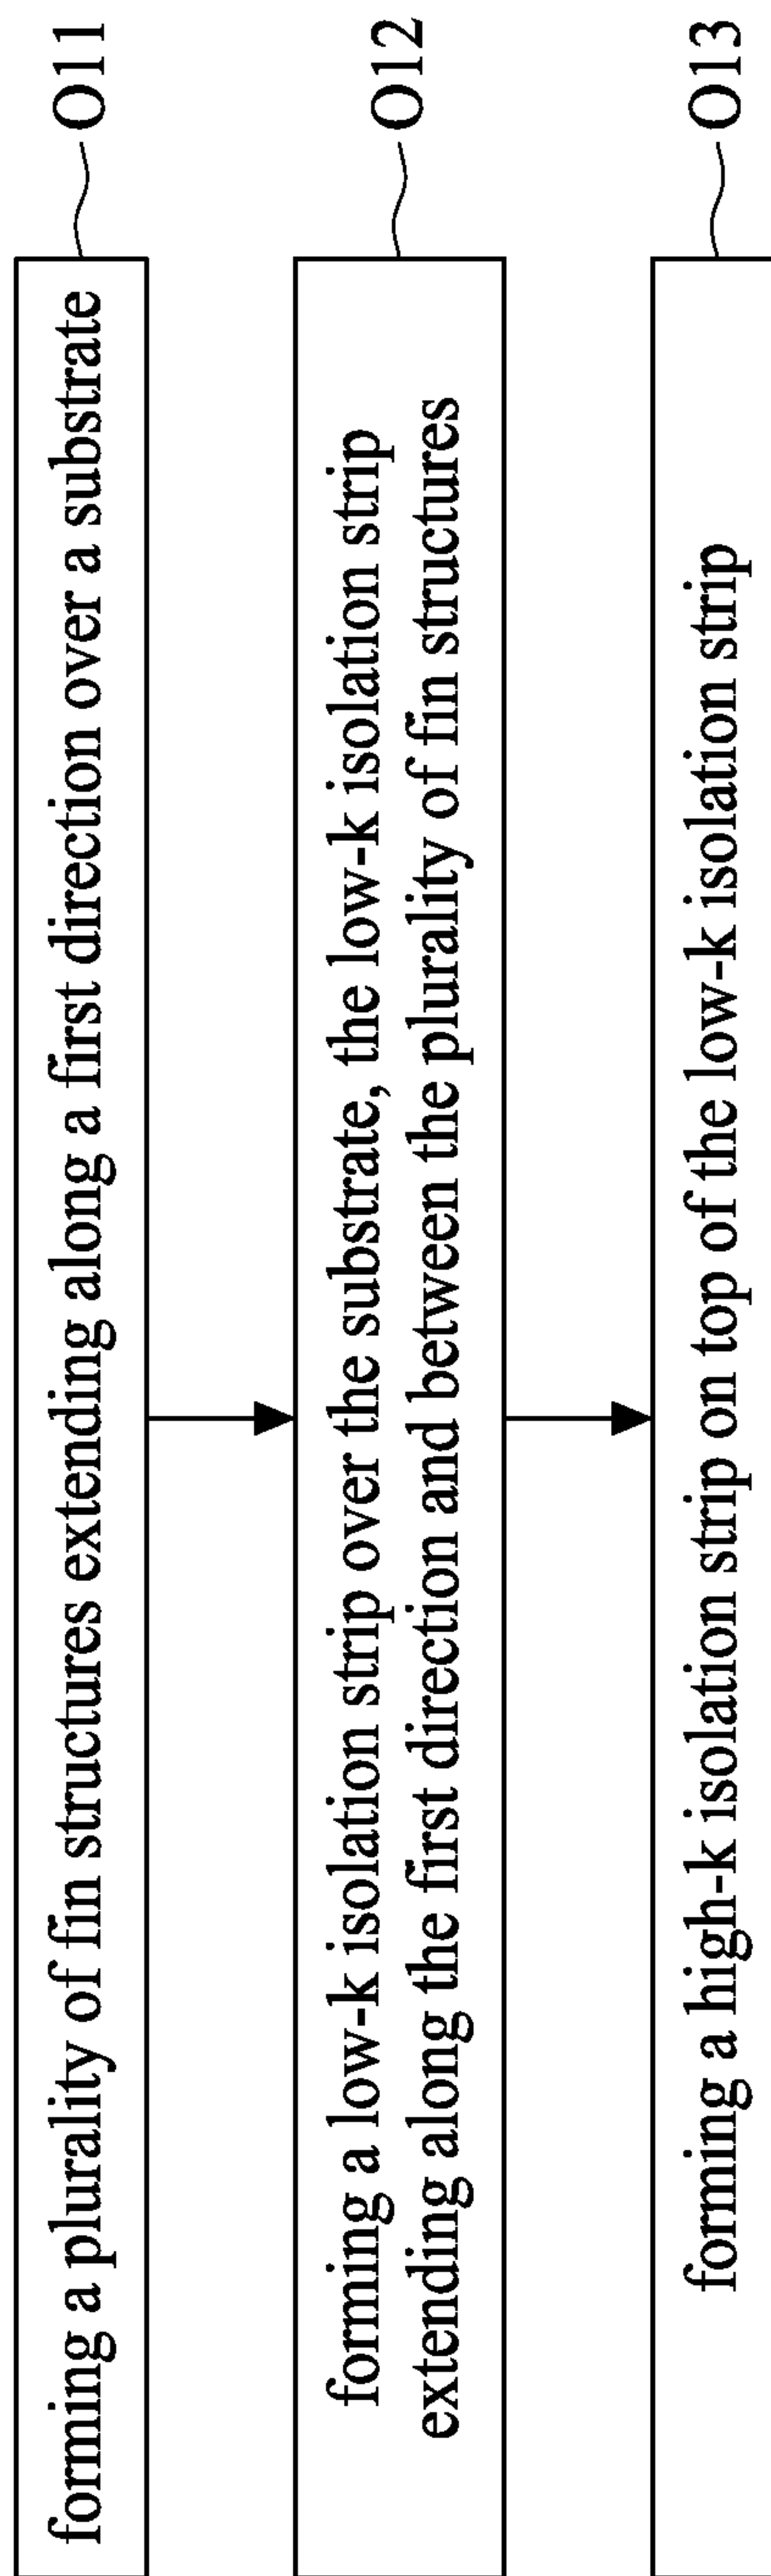 forming a plurality of fin structures extending along a first direction over a substrate
O11
forming a low-k isolation strip over the substrate, the low-k isolation strip
extending along the first direction and between the plurality of fin structures
O12
forming a high-k isolation strip on top of the low-k isolation strip
O13